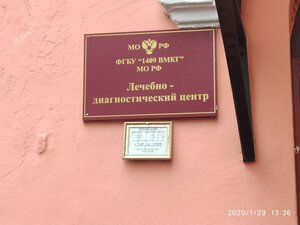 МО РФ
ФГБУ "1409 ВМКГ"
МО РФ
Лечебно -
диагностический центр
2020/1/29 13:36